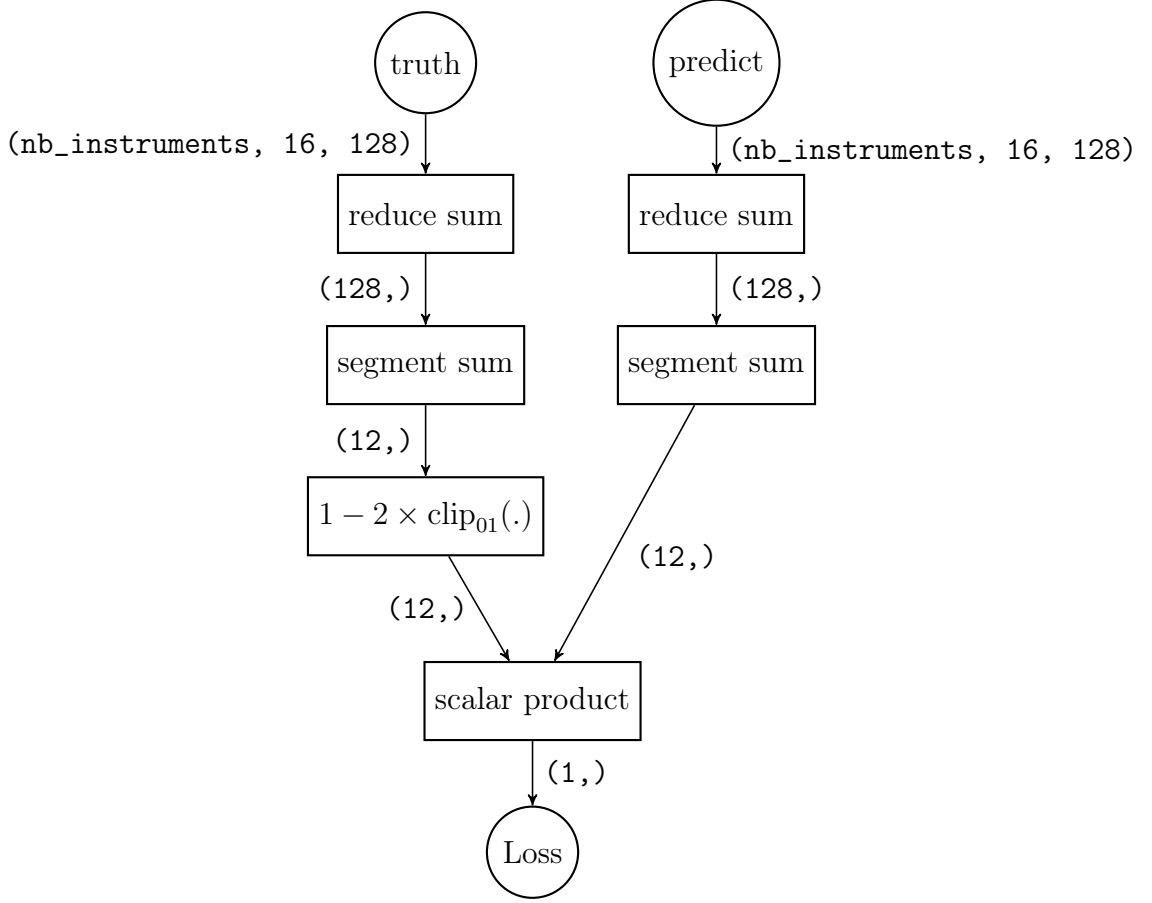 truth
predict
(nb_instruments, 16, 128)
(nb_instruments, 16, 128)
reduce sum
reduce sum
(128,)
(128,)
segment sum
segment sum
(12,)
1 − 2 × clip₀₁(.)
(12,)
(12,)
scalar product
(1,)
Loss